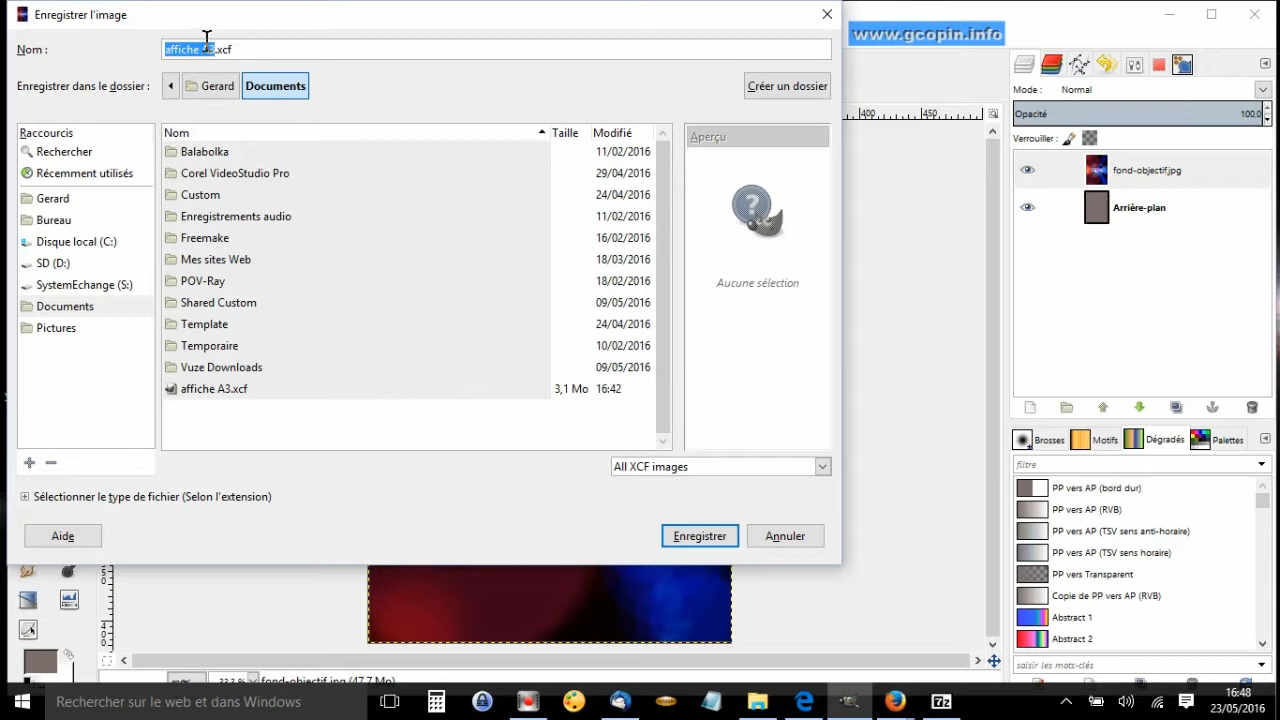 Enregistrer l'image
www.gcopin.info
Nom :
affiche A3.xcf
Enregistrer dans le dossier :
Gerard
Documents
Créer un dossier
Raccourcis
Rechercher
Récemment utilisés
Gerard
Bureau
Disque local (C:)
SD (D:)
SystemEchange (S:)
Documents
Pictures
Nom Taille Modifié
Balabolka 11/02/2016
Corel VideoStudio Pro 29/04/2016
Custom 24/04/2016
Enregistrements audio 11/02/2016
Freemake 16/02/2016
Mes sites Web 18/03/2016
POV-Ray 18/02/2016
Shared Custom 09/05/2016
Template 24/04/2016
Temporaire 10/02/2016
Vuze Downloads 09/05/2016
affiche A3.xcf 3,1 Mo 16:42
Aperçu
Aucune sélection
All XCF images
Sélectionner le type de fichier (Selon l'extension)
Aide
Enregistrer
Annuler
400 450
Mode : Normal
Opacité 100,0
Verrouiller :
fond-objectif.jpg
Arrière-plan
Brosses Motifs Dégradés Palettes
filtre
PP vers AP (bord dur)
PP vers AP (RVB)
PP vers AP (TSV sens anti-horaire)
PP vers AP (TSV sens horaire)
PP vers Transparent
Copie de PP vers AP (RVB)
Abstract 1
Abstract 2
saisir les mots-clés
fond-objectif.jpg (47,7 Mo)
Rechercher sur le web et dans Windows
16:48
23/05/2016